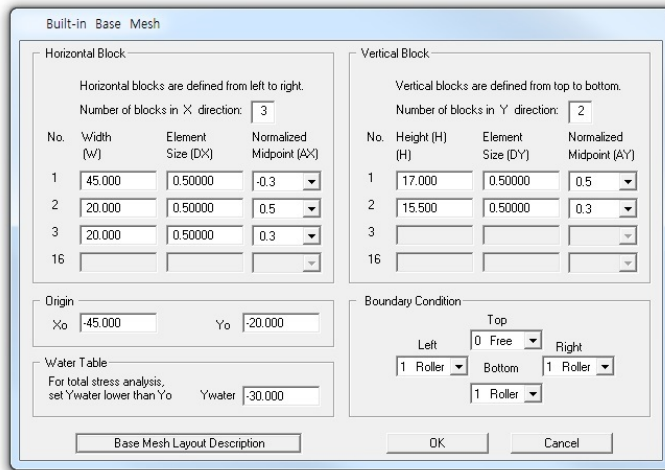 Built-in Base Mesh
Horizontal Block
Horizontal blocks are defined from left to right.
Number of blocks in X direction: 3
No. Width (W) Element Size (DX) Normalized Midpoint (AX)
1 45.000 0.50000 -0.3
2 20.000 0.50000 0.5
3 20.000 0.50000 0.3
16
Vertical Block
Vertical blocks are defined from top to bottom.
Number of blocks in Y direction: 2
No. Height (H) (H) Element Size (DY) Normalized Midpoint (AY)
1 17.000 0.50000 0.5
2 15.500 0.50000 0.3
3
16
Origin
Xo -45.000 Yo -20.000
Water Table
For total stress analysis,
set Ywater lower than Yo Ywater -30.000
Boundary Condition
Top
0 Free
Left Right
1 Roller Bottom 1 Roller
1 Roller
Base Mesh Layout Description OK Cancel